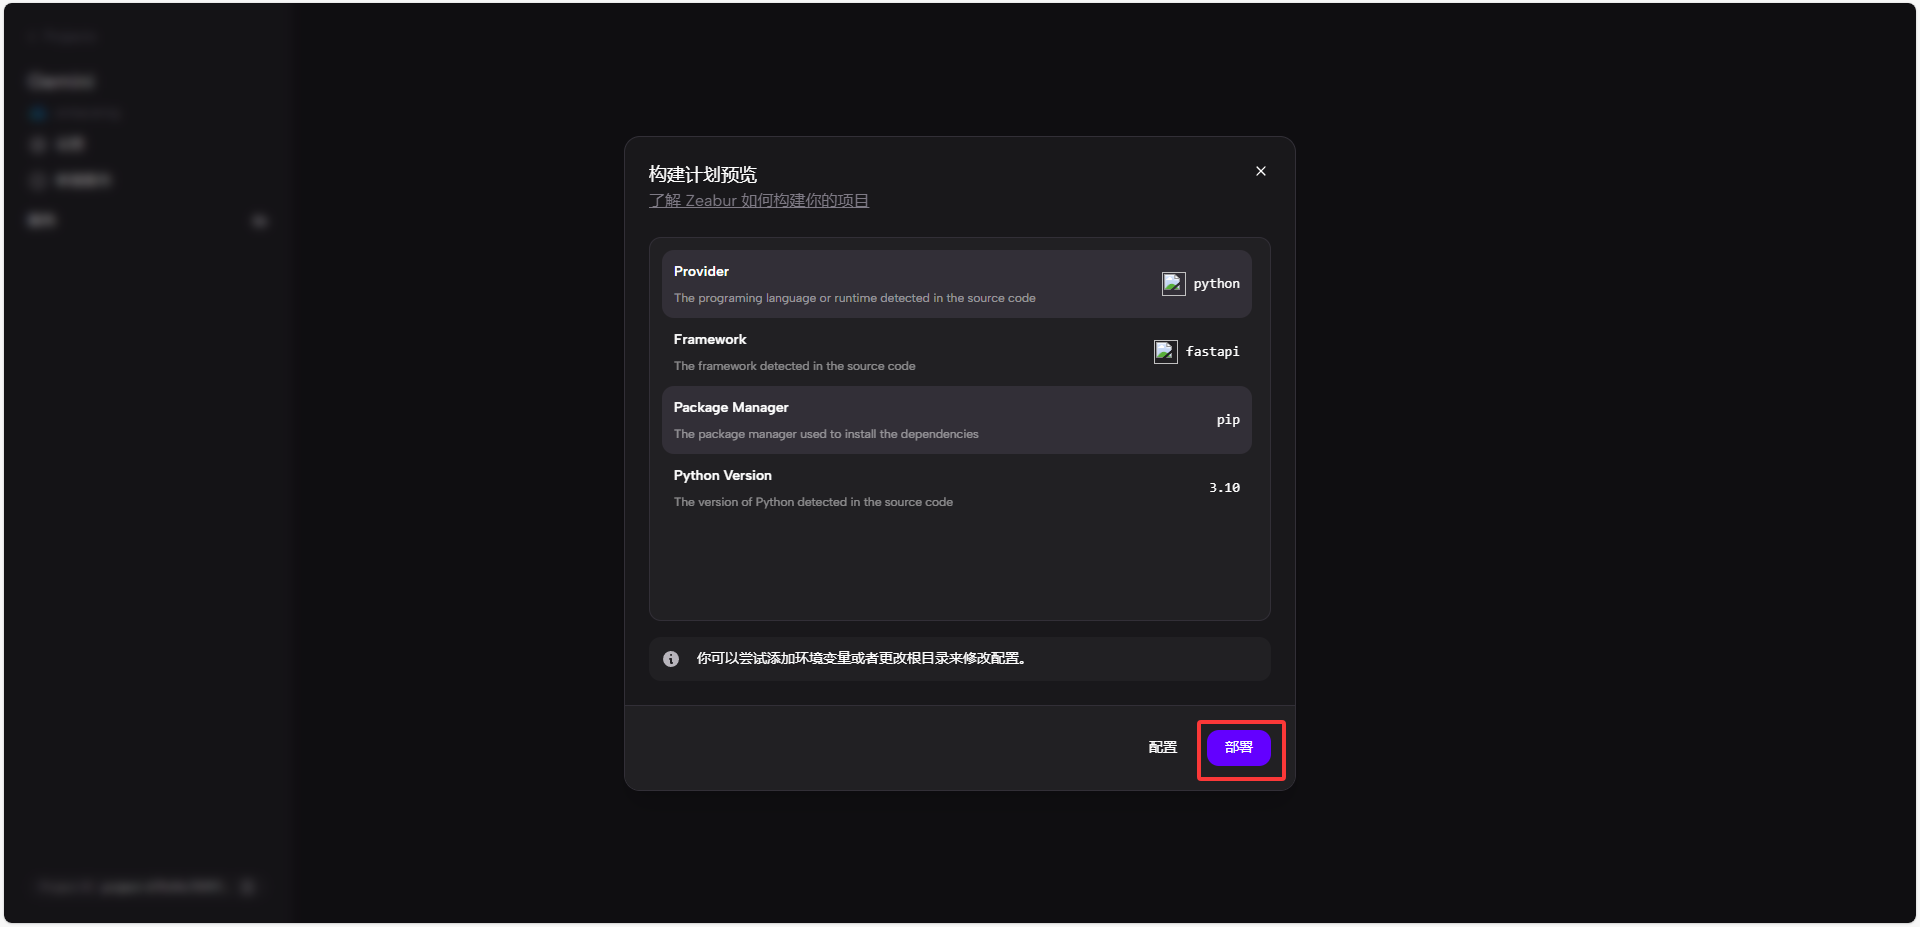 构建计划预览
了解 Zeabur 如何构建你的项目
Provider
The programing language or runtime detected in the source code
python
Framework
The framework detected in the source code
fastapi
Package Manager
The package manager used to install the dependencies
pip
Python Version
The version of Python detected in the source code
3.10
你可以尝试添加环境变量或者更改根目录来修改配置。
配置
部署